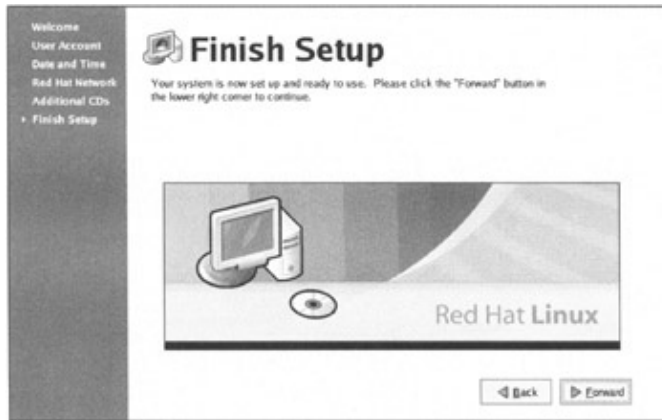 Welcome
User Account
Date and Time
Red Hat Network
Additional CDs
Finish Setup
Finish Setup
Your system is now set up and ready to use. Please click the "Forward" button in
the lower right corner to continue.
Red Hat Linux
Back
Forward